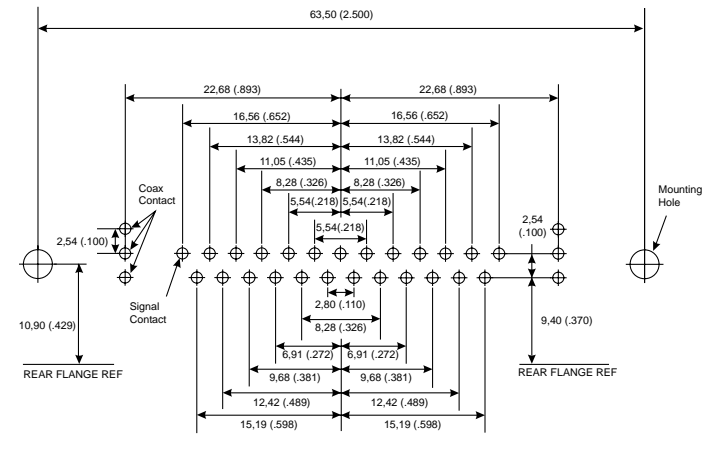 63,50 (2.500)
22,68 (.893) 22,68 (.893)
16,56 (.652) 16,56 (.652)
13,82 (.544) 13,82 (.544)
11,05 (.435) 11,05 (.435)
8,28 (.326) 8,28 (.326)
5,54(.218) 5,54(.218)
5,54(.218)
Coax
Contact
Mounting
Hole
2,54 (.100)
2,54
(.100)
Signal
Contact
2,80 (.110)
10,90 (.429)
8,28 (.326)
9,40 (.370)
6,91 (.272) 6,91 (.272)
REAR FLANGE REF
9,68 (.381) 9,68 (.381)
REAR FLANGE REF
12,42 (.489) 12,42 (.489)
15,19 (.598) 15,19 (.598)